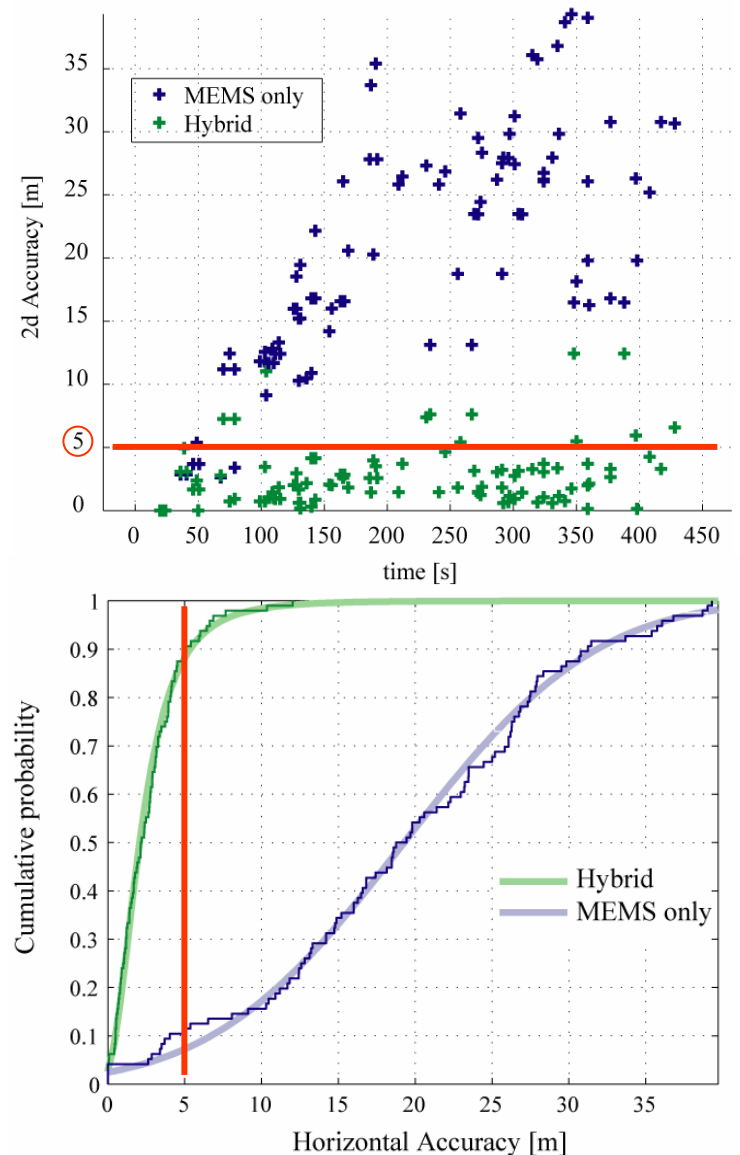 35
30
25
20
15
10
5
0
2d Accuracy [m]
MEMS only
Hybrid
0 50 100 150 200 250 300 350 400 450
time [s]
1
0.9
0.8
0.7
0.6
0.5
0.4
0.3
0.2
0.1
0
Cumulative probability
Hybrid
MEMS only
0 5 10 15 20 25 30 35
Horizontal Accuracy [m]